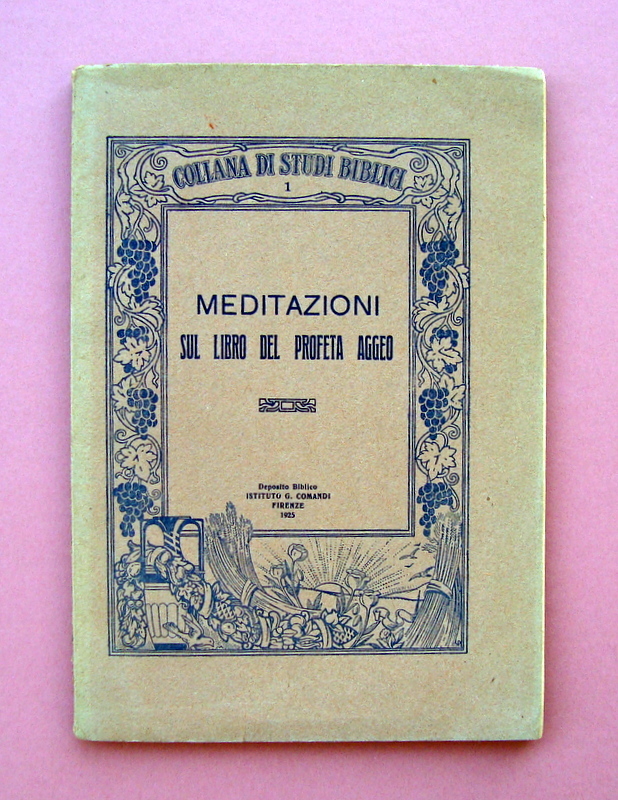 COLLANA DI STUDI BIBLICI
1
MEDITAZIONI
SUL LIBRO DEL PROFETA AGGEO
Deposito Biblico
ISTITUTO G. COMANDI
FIRENZE
1925